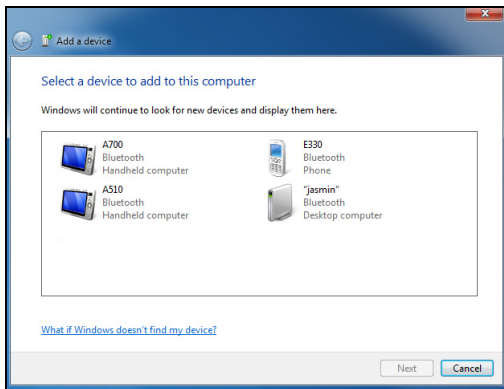 Add a device
Select a device to add to this computer
Windows will continue to look for new devices and display them here.
A700
Bluetooth
Handheld computer
E330
Bluetooth
Phone
A510
Bluetooth
Handheld computer
"jasmin"
Bluetooth
Desktop computer
What if Windows doesn't find my device?
Next
Cancel